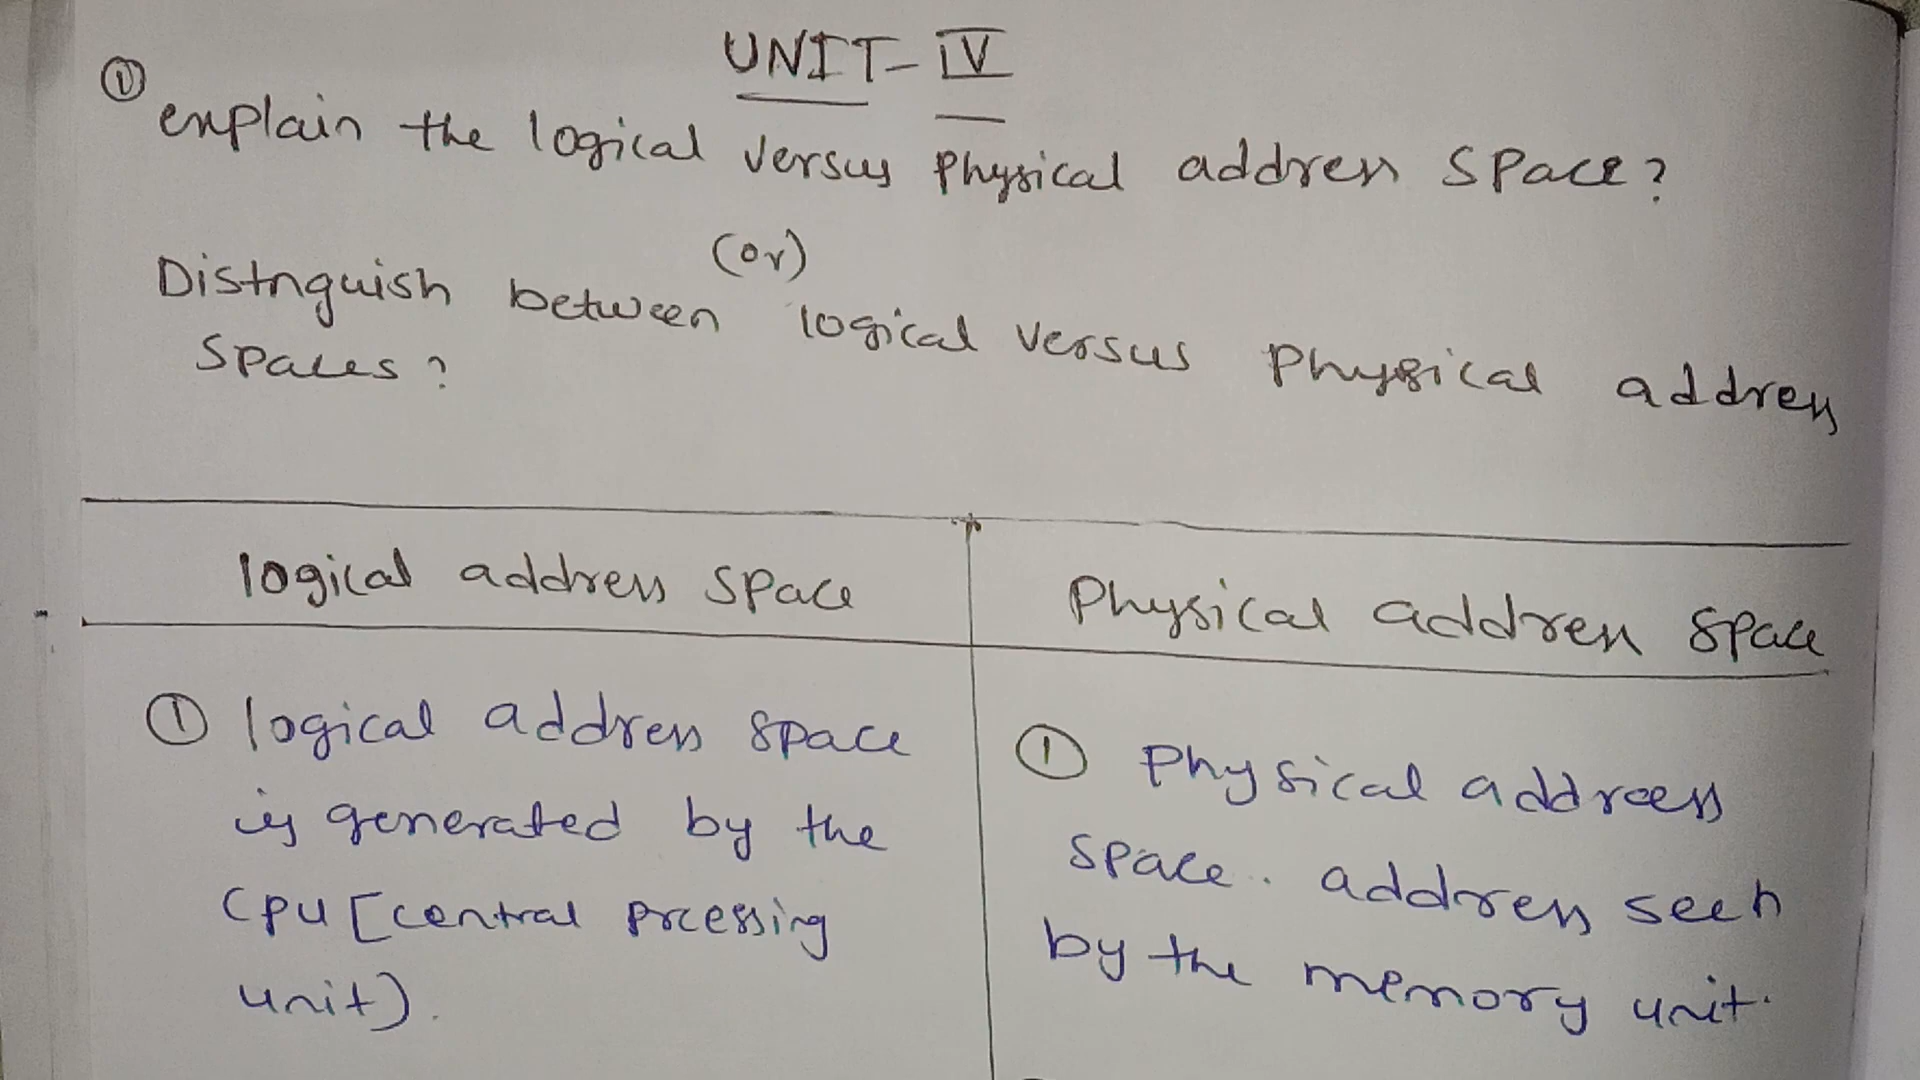 UNIT-IV
① explain the logical versus Physical address space?
(or)
Distnguish between logical versus Physical address
spaces?
logical address space
Physical address space
① logical address space
is generated by the
CPU [central prcessing
unit).
① Physical addrcess
space. address seen
by the memory unit.